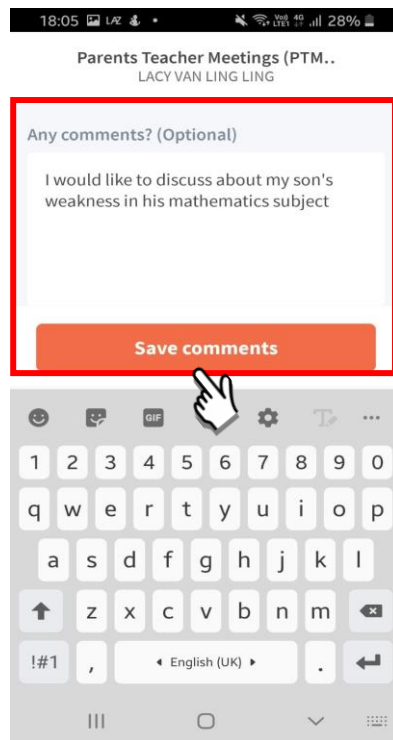 18:05 LAZ 28%
Parents Teacher Meetings (PTM..
LACY VAN LING LING
Any comments? (Optional)
I would like to discuss about my son's
weakness in his mathematics subject
Save comments
GIF
1 2 3 4 5 6 7 8 9 0
q w e r t y u i o p
a s d f g h j k l
z x c v b n m
!#1 , English (UK) .